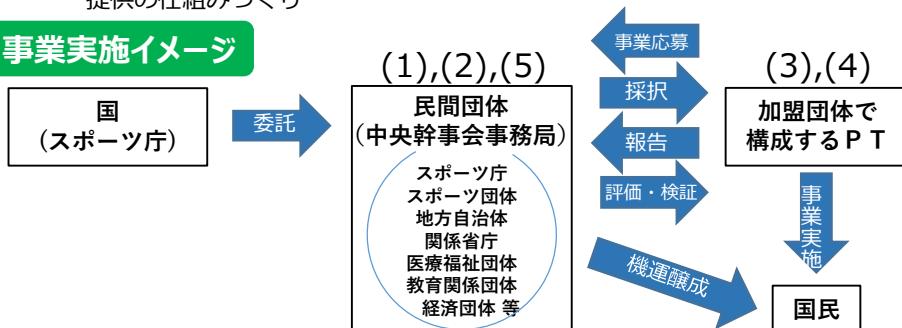 提供の仕組みづくり
事業実施イメージ
国
(スポーツ庁)
委託
(1),(2),(5)
民間団体
(中央幹事会事務局)
スポーツ庁
スポーツ団体
地方自治体
関係省庁
医療福祉団体
教育関係団体
経済団体 等
事業応募
採択
報告
評価・検証
(3),(4)
加盟団体で
構成するＰＴ
事業実施
機運醸成
国民